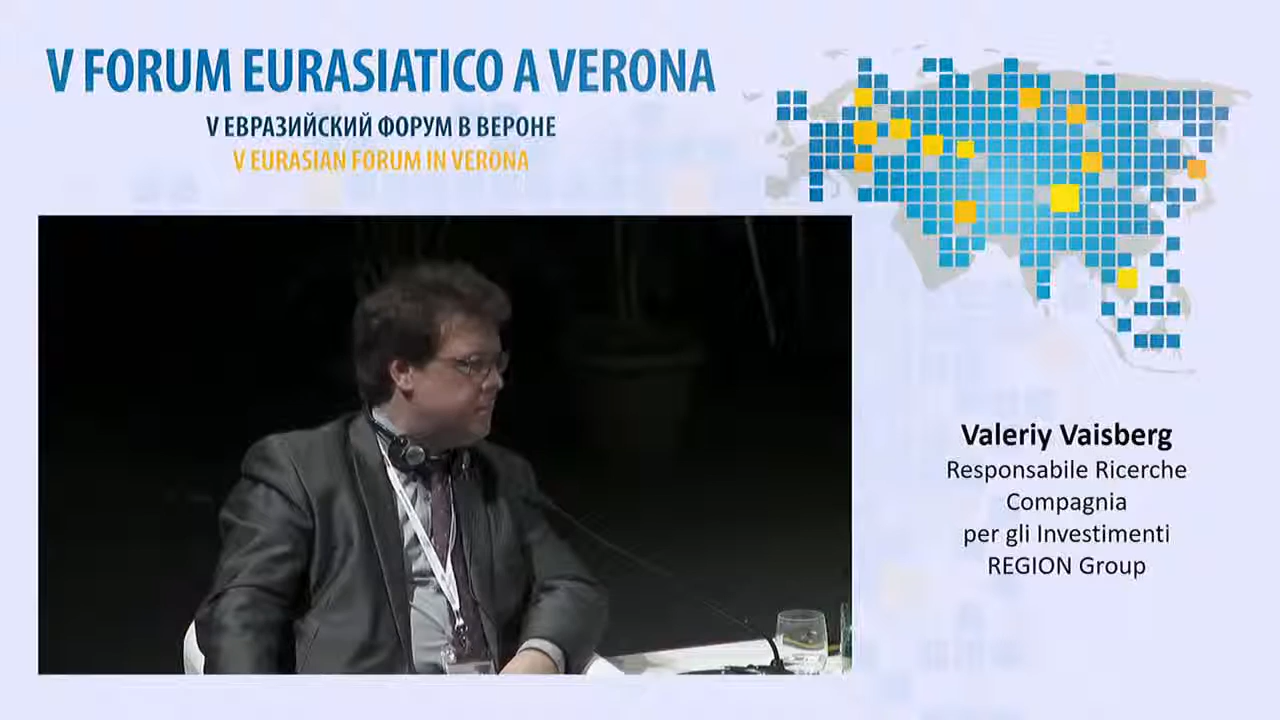 V FORUM EURASIATICO A VERONA
V ЕВРАЗИЙСКИЙ ФОРУМ В ВЕРОНЕ
V EURASIAN FORUM IN VERONA
Valeriy Vaisberg
Responsabile Ricerche
Compagnia
per gli Investimenti
REGION Group